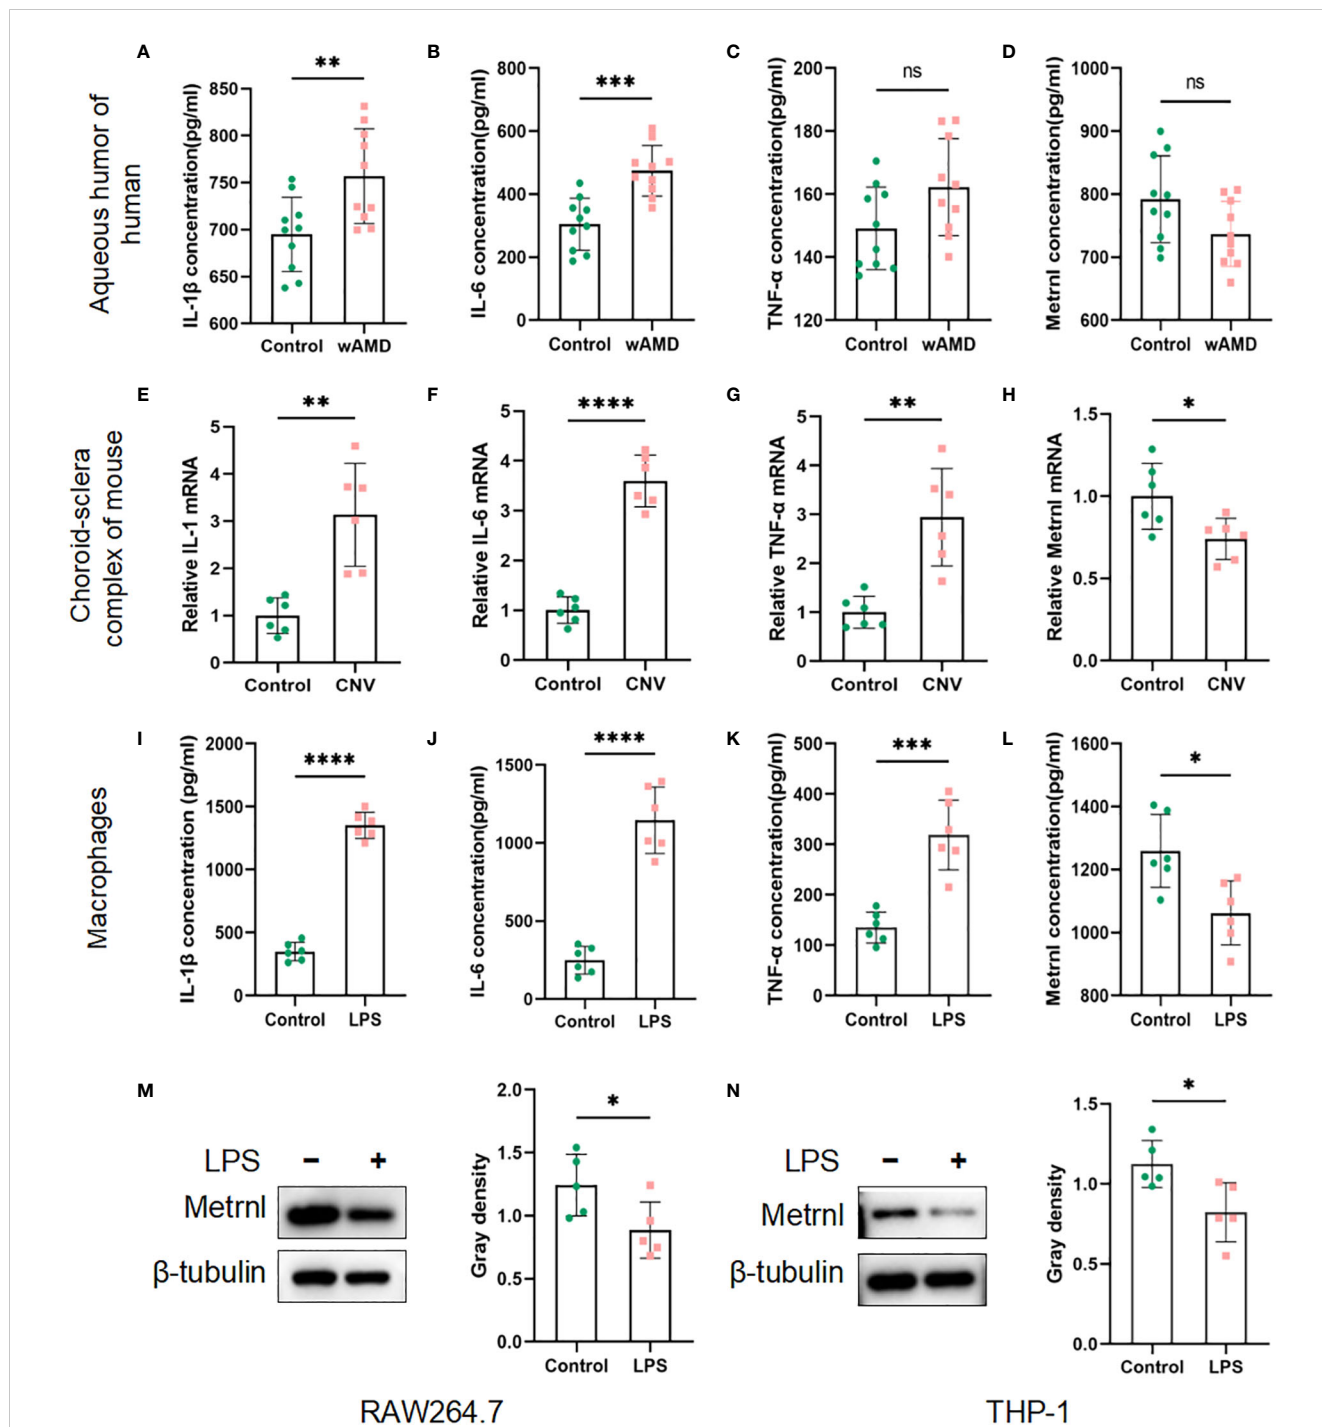 A
**
IL-1β concentration(pg/ml)
850
800
750
700
650
600
Control wAMD
B
***
IL-6 concentration(pg/ml)
800
600
400
200
0
Control wAMD
C
ns
TNF-α concentration(pg/ml)
200
180
160
140
120
Control wAMD
D
ns
Metrnl concentration(pg/ml)
1000
900
800
700
600
Control wAMD
Aqueous humor of
human
E
**
Relative IL-1 mRNA
5
4
3
2
1
0
Control CNV
F
****
Relative IL-6 mRNA
5
4
3
2
1
0
Control CNV
G
**
Relative TNF-α mRNA
5
4
3
2
1
0
Control CNV
H
*
Relative Metrnl mRNA
1.5
1.0
0.5
0.0
Control CNV
Choroid-sclera
complex of mouse
I
****
IL-1β concentration (pg/ml)
2000
1500
1000
500
0
Control LPS
J
****
IL-6 concentration(pg/ml)
1500
1000
500
0
Control LPS
K
***
TNF-α concentration(pg/ml)
500
400
300
200
100
0
Control LPS
L
*
Metrnl concentration(pg/ml)
1600
1400
1200
1000
800
Control LPS
Macrophages
M
LPS − +
Metrnl
β-tubulin
*
Gray density
2.0
1.5
1.0
0.5
0.0
Control LPS
RAW264.7
N
LPS − +
Metrnl
β-tubulin
*
Gray density
1.5
1.0
0.5
0.0
Control LPS
THP-1